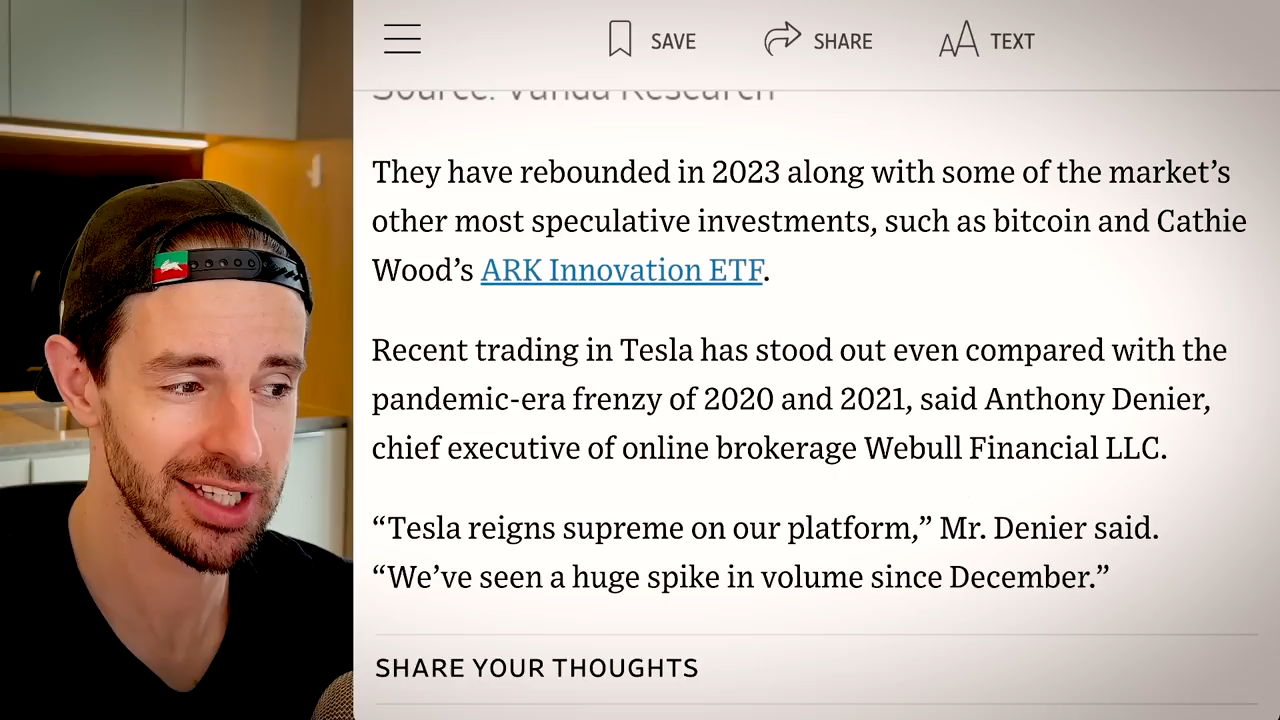 SAVE
SHARE
TEXT
Source: Vanda Research
They have rebounded in 2023 along with some of the market’s
other most speculative investments, such as bitcoin and Cathie
Wood’s ARK Innovation ETF.
Recent trading in Tesla has stood out even compared with the
pandemic-era frenzy of 2020 and 2021, said Anthony Denier,
chief executive of online brokerage Webull Financial LLC.
“Tesla reigns supreme on our platform,” Mr. Denier said.
“We’ve seen a huge spike in volume since December.”
SHARE YOUR THOUGHTS